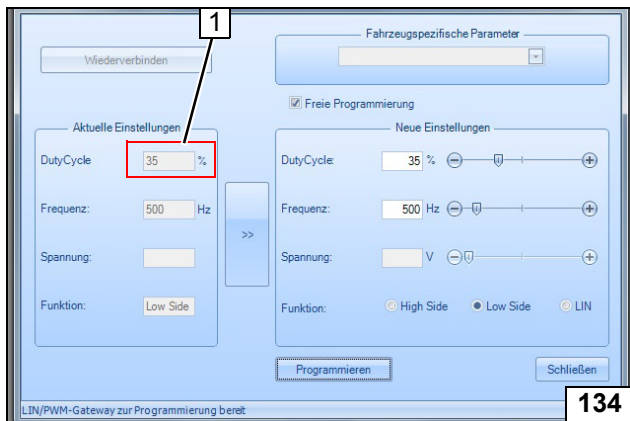 1
Fahrzeugspezifische Parameter
Wiederverbinden
Freie Programmierung
Aktuelle Einstellungen
DutyCycle 35 %
Frequenz: 500 Hz
Spannung:
Funktion: Low Side
>>
Neue Einstellungen
DutyCycle: 35 %
Frequenz: 500 Hz
Spannung: V
Funktion: High Side Low Side LIN
Programmieren
Schließen
LIN/PWM-Gateway zur Programmierung bereit
134